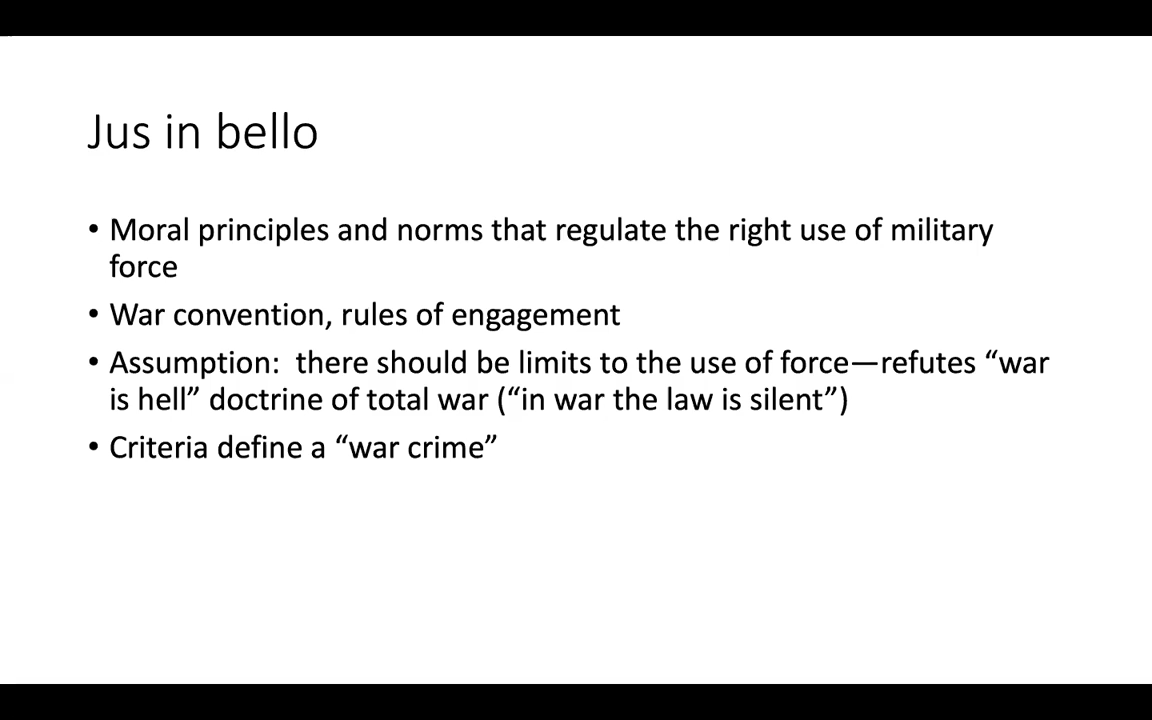 Jus in bello
• Moral principles and norms that regulate the right use of military
force
• War convention, rules of engagement
• Assumption:  there should be limits to the use of force—refutes “war
is hell” doctrine of total war (“in war the law is silent”)
• Criteria define a “war crime”